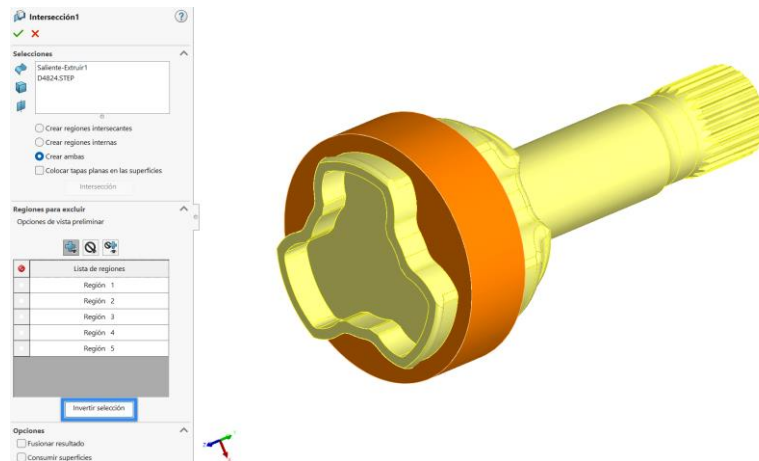 Intersección1
Selecciones
Saliente-Extruir1
D4824.STEP
Crear regiones intersecantes
Crear regiones internas
Crear ambas
Colocar tapas planas en las superficies
Intersección
Regiones para excluir
Opciones de vista preliminar
Lista de regiones
Región 1
Región 2
Región 3
Región 4
Región 5
Invertir selección
Opciones
Fusionar resultado
Consumir superficies